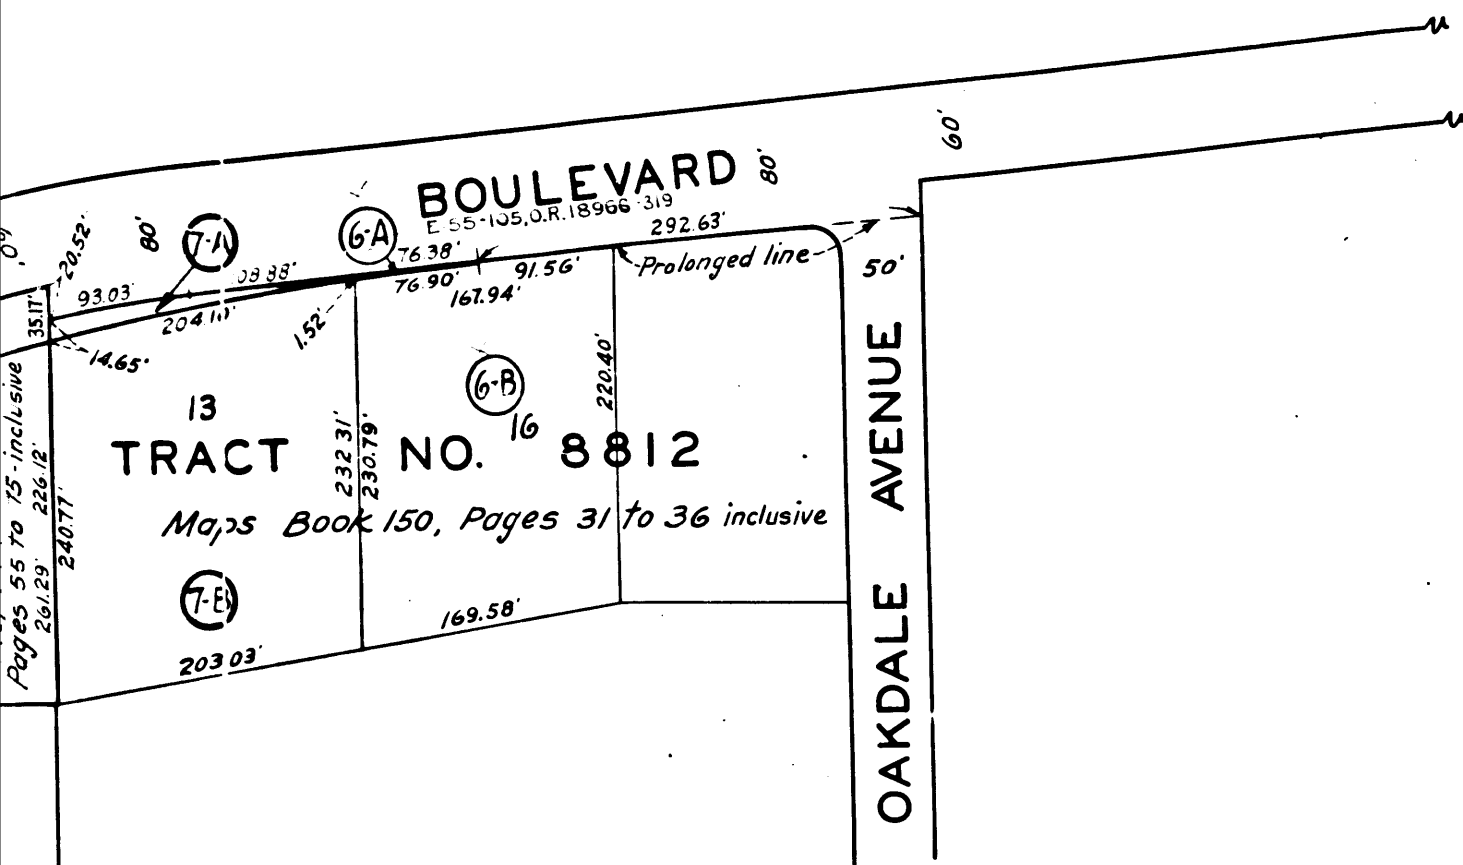 60'
BOULEVARD
80'
E 55-105, O.R. 18966-319
292.63'
20.52'
80'
7-A
6-A
76.38'
Prolonged line
50'
93.03'
76.90'
91.56'
167.94'
35.17'
204.10'
1.52'
14.65'
220.40'
6-B
13
16
TRACT NO. 8812
232.31'
230.79'
Maps Book 150, Pages 31 to 36 inclusive
Pages 55 to 75-inclusive
226.12'
261.29'
240.77'
7-B
169.58'
203.03'
OAKDALE AVENUE